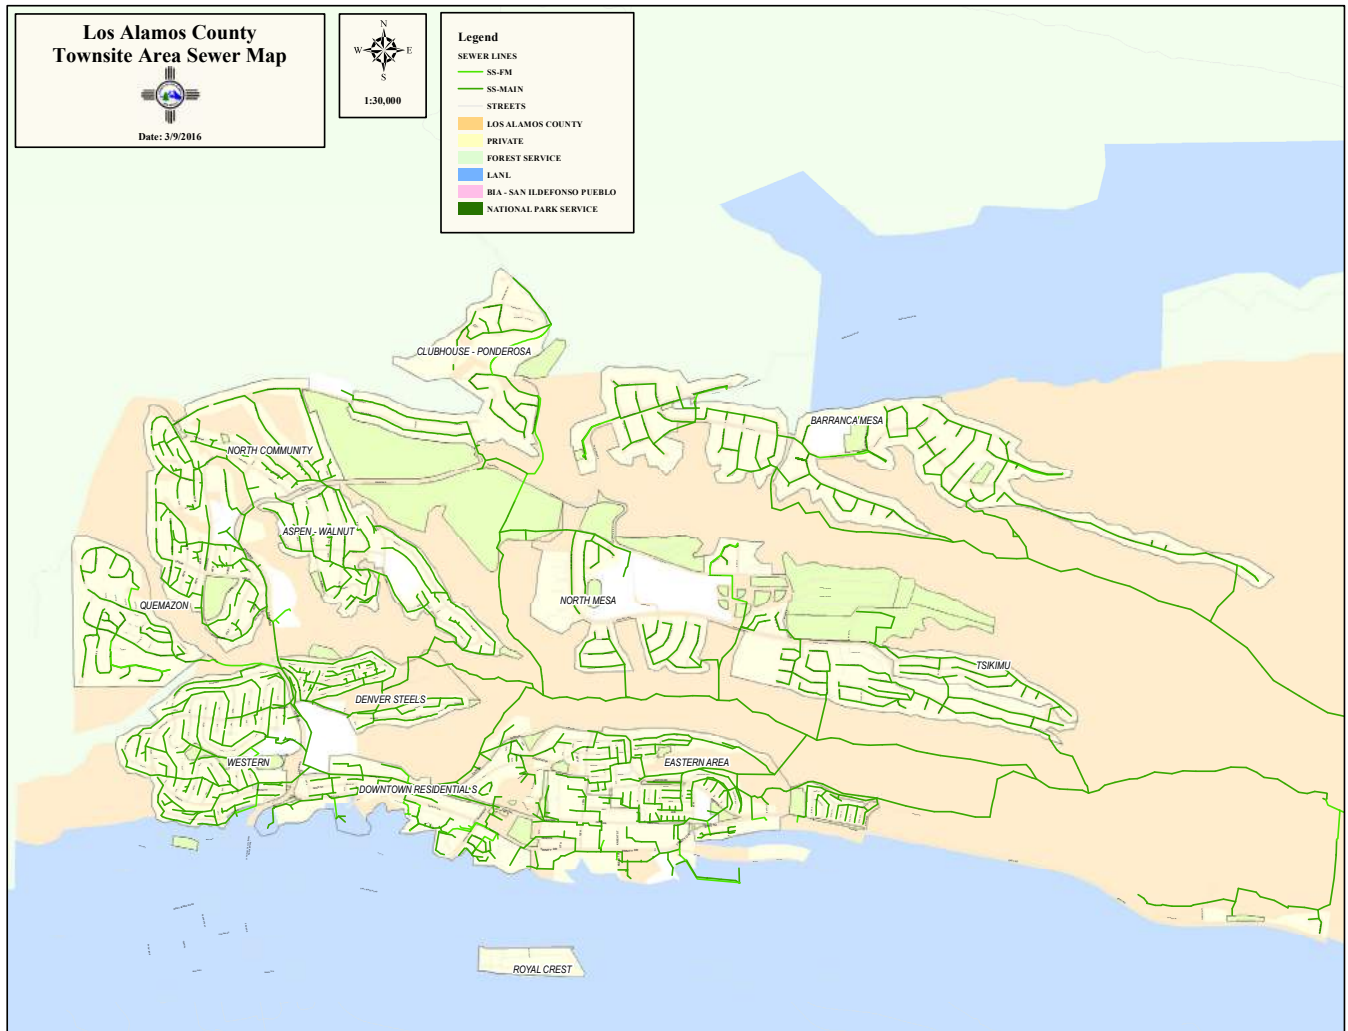 Los Alamos County
Townsite Area Sewer Map
Date: 3/9/2016
N
W E
S
1:30,000
Legend
SEWER LINES
SS-FM
SS-MAIN
STREETS
LOS ALAMOS COUNTY
PRIVATE
FOREST SERVICE
LANL
BIA - SAN ILDEFONSO PUEBLO
NATIONAL PARK SERVICE
CLUBHOUSE - PONDEROSA
BARRANCA MESA
NORTH COMMUNITY
ASPEN - WALNUT
QUEMAZON
NORTH MESA
TSIKIMU
DENVER STEELS
WESTERN
EASTERN AREA
DOWNTOWN RESIDENTIAL S
ROYAL CREST